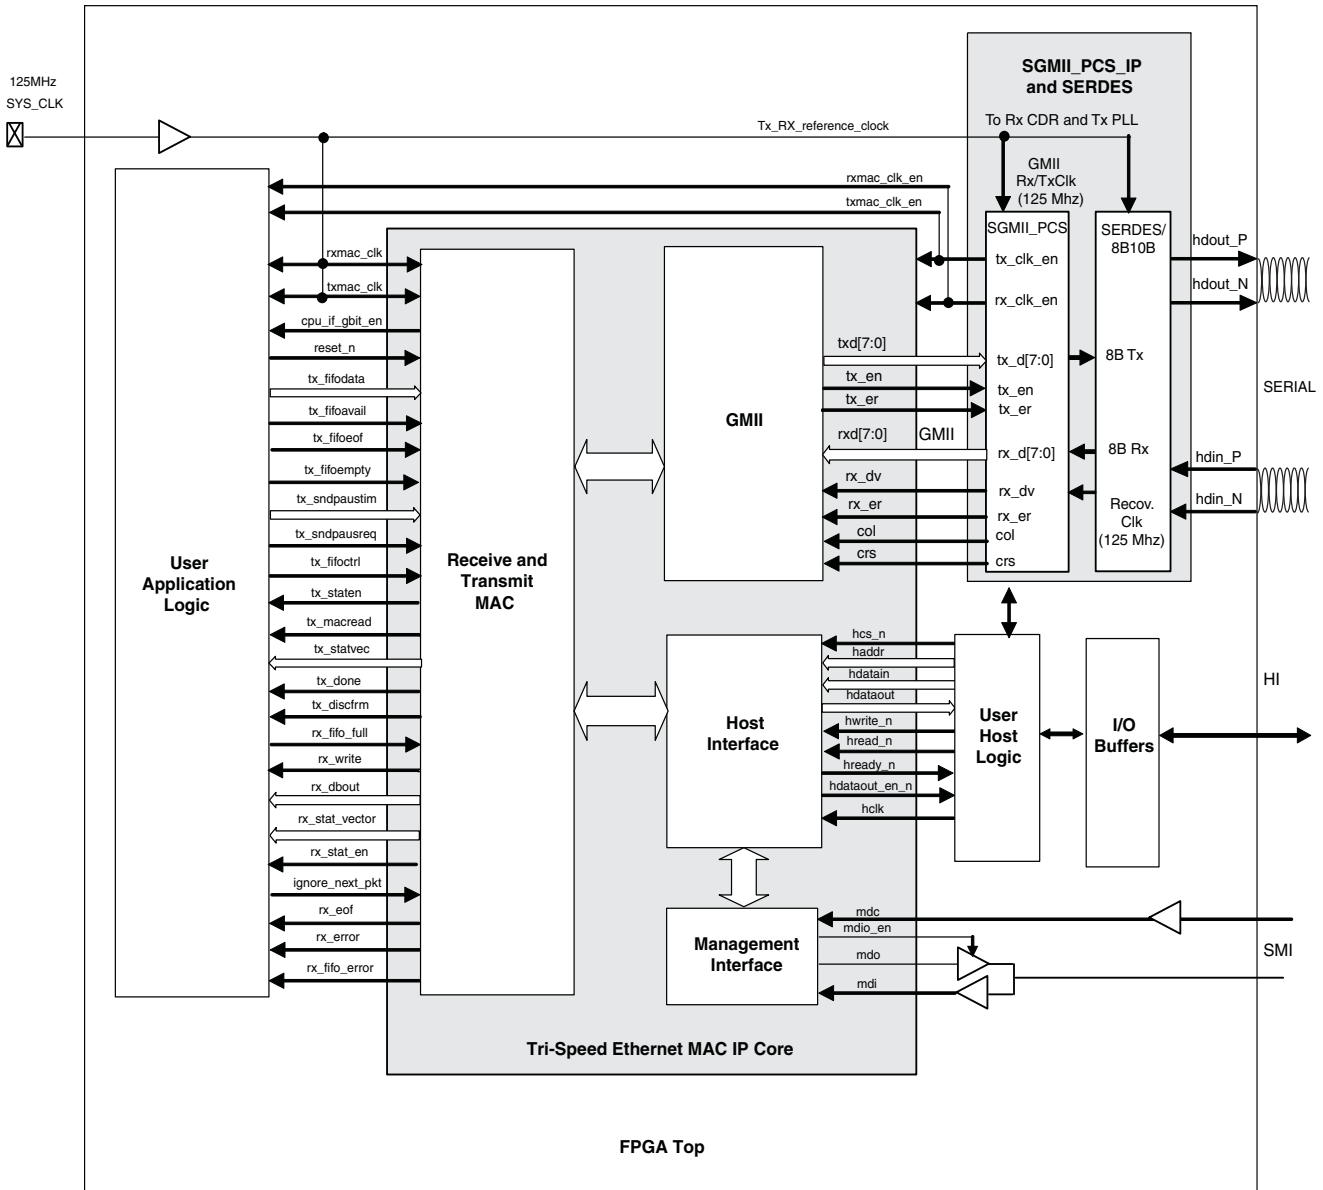 125MHz
SYS_CLK
Tx_RX_reference_clock
SGMII_PCS_IP
and SERDES
To Rx CDR and Tx PLL
GMII
Rx/TxClk
(125 Mhz)
rxmac_clk_en
txmac_clk_en
rxmac_clk
txmac_clk
cpu_if_gbit_en
reset_n
tx_fifodata
tx_fifoavail
tx_fifoeof
tx_fifoempty
tx_sndpaustim
tx_sndpausreq
tx_fifoctrl
tx_staten
tx_macread
tx_statvec
tx_done
tx_discfrm
rx_fifo_full
rx_write
rx_dbout
rx_stat_vector
rx_stat_en
ignore_next_pkt
rx_eof
rx_error
rx_fifo_error
User
Application
Logic
Receive and
Transmit
MAC
GMII
txd[7:0]
tx_en
tx_er
rxd[7:0]
rx_dv
rx_er
col
crs
GMII
SGMII_PCS
tx_clk_en
rx_clk_en
tx_d[7:0]
tx_en
tx_er
rx_d[7:0]
rx_dv
rx_er
col
crs
SERDES/
8B10B
8B Tx
8B Rx
Recov.
Clk
(125 Mhz)
hdout_P
hdout_N
SERIAL
hdin_P
hdin_N
Host
Interface
hcs_n
haddr
hdatain
hdataout
hwrite_n
hread_n
hready_n
hdataout_en_n
hclk
User
Host
Logic
I/O
Buffers
HI
Management
Interface
mdc
mdio_en
mdo
mdi
SMI
Tri-Speed Ethernet MAC IP Core
FPGA Top